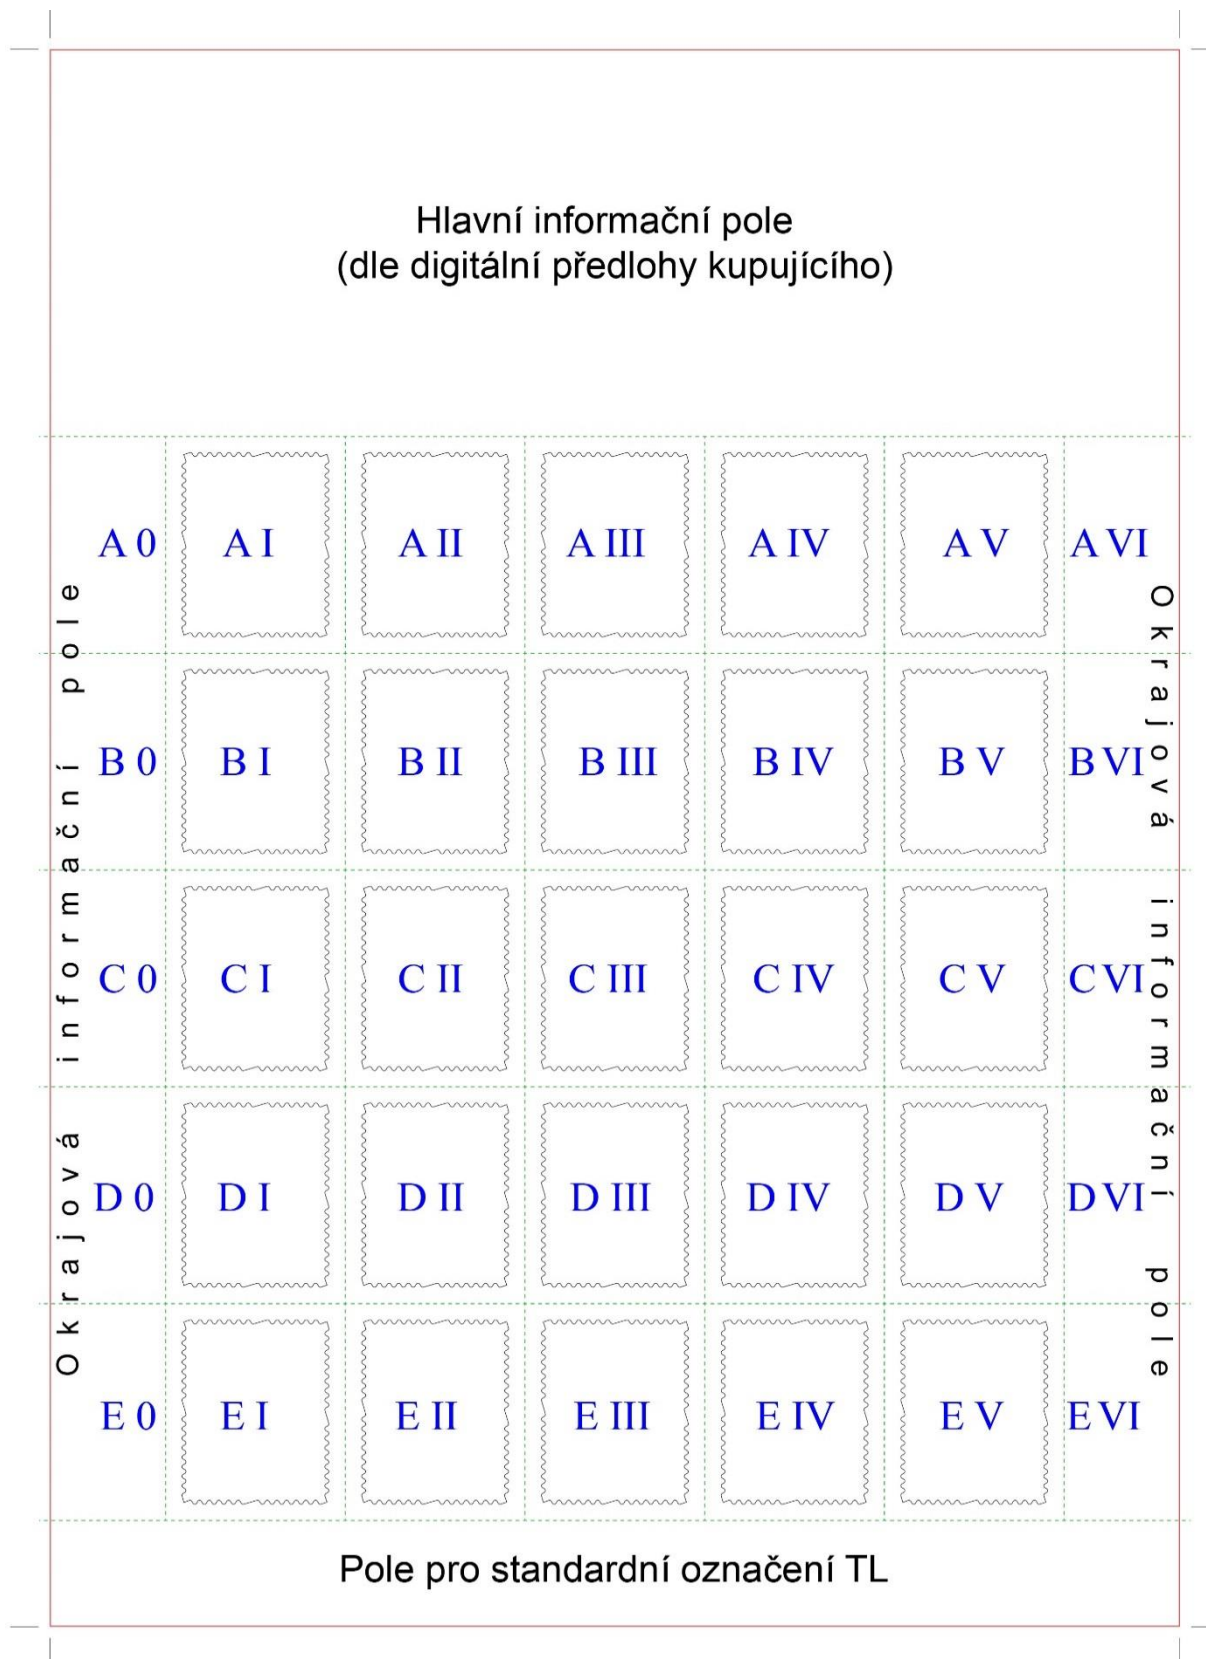 Hlavní informační pole
(dle digitální předlohy kupujícího)
A 0 A I A II A III A IV A V A VI
B 0 B I B II B III B IV B V B VI
C 0 C I C II C III C IV C V C VI
D 0 D I D II D III D IV D V D VI
E 0 E I E II E III E IV E V E VI
Okrajová informační pole
Okrajová informační pole
Pole pro standardní označení TL